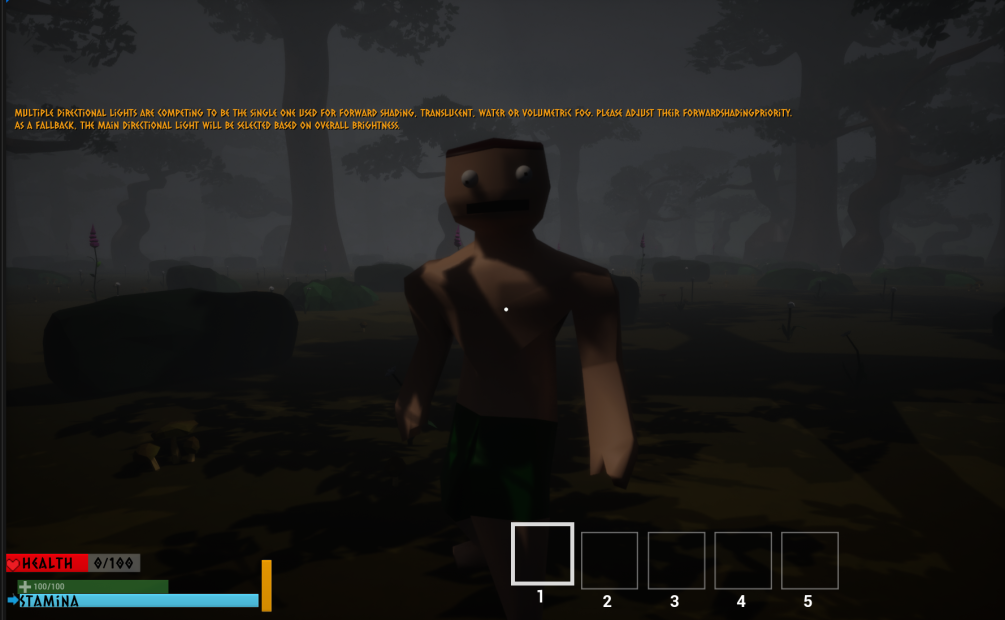 MULTIPLE DIRECTIONAL LIGHTS ARE COMPETING TO BE THE SINGLE ONE USED FOR FORWARD SHADING, TRANSLUCENT, WATER OR VOLUMETRIC FOG. PLEASE ADJUST THEIR FORWARDSHADINGPRIORITY.
AS A FALLBACK, THE MAIN DIRECTIONAL LIGHT WILL BE SELECTED BASED ON OVERALL BRIGHTNESS.
HEALTH 0/100
100/100
STAMINA
1 2 3 4 5